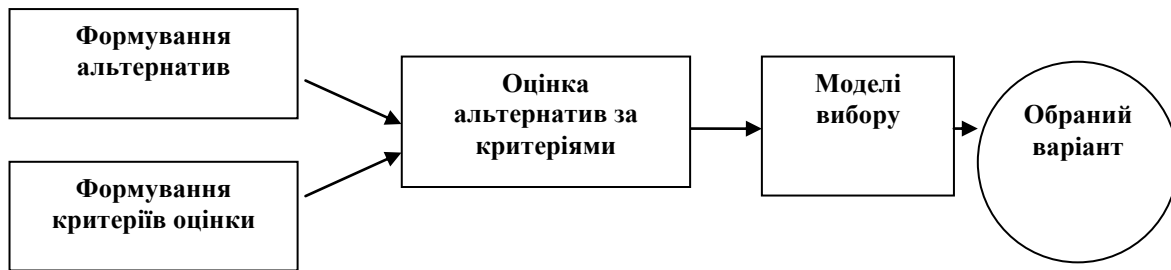 Формування
альтернатив
Формування
критеріїв оцінки
Оцінка
альтернатив за
критеріями
Моделі
вибору
Обраний
варіант